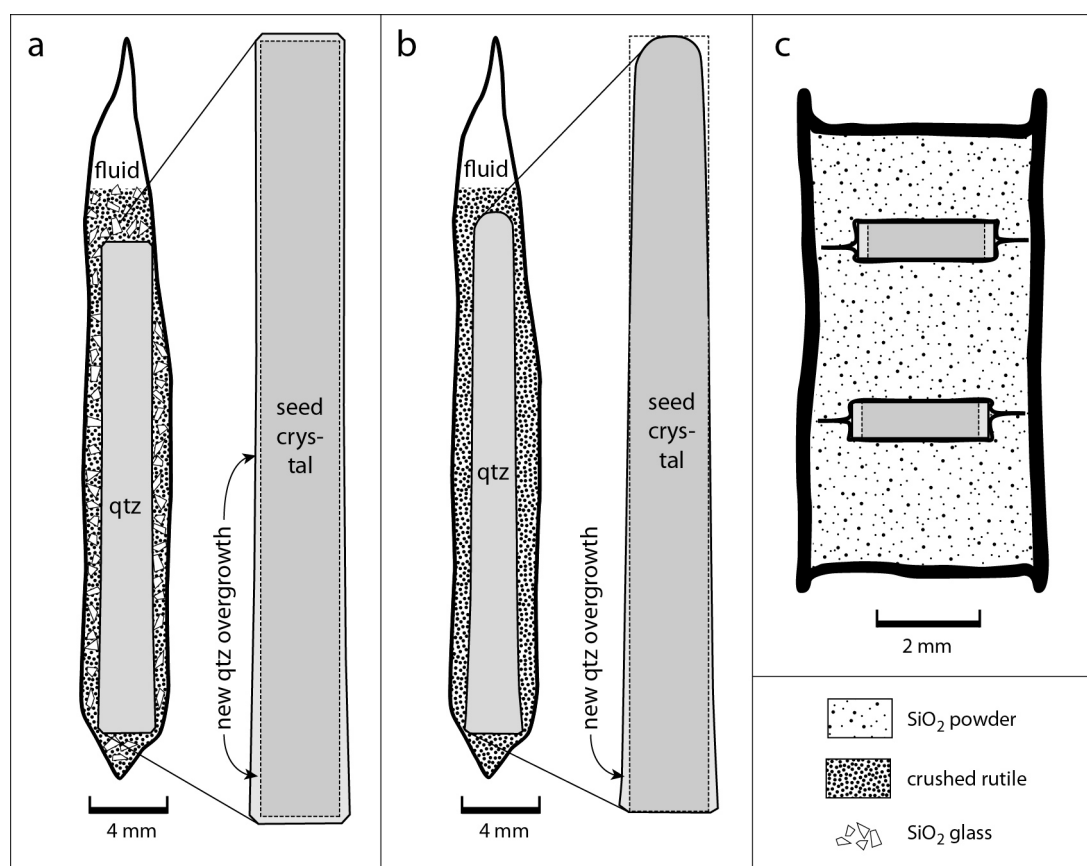 a
fluid
qtz
seed
crys-
tal
new qtz overgrowth
4 mm
b
fluid
qtz
seed
crys-
tal
new qtz overgrowth
4 mm
c
2 mm
SiO₂ powder
crushed rutile
SiO₂ glass